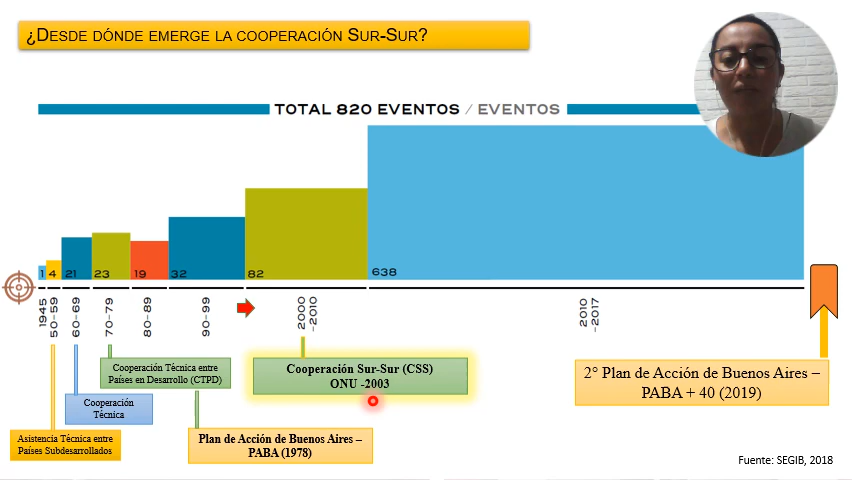 ¿DESDE DÓNDE EMERGE LA COOPERACIÓN SUR-SUR?
TOTAL 820 EVENTOS / EVENTOS
1
4
21
23
19
32
82
638
1945
50-59
60-69
70-79
80-89
90-99
2000
-2010
2010
-2017
Cooperación Técnica entre
Países en Desarrollo (CTPD)
Cooperación Sur-Sur (CSS)
ONU -2003
2° Plan de Acción de Buenos Aires –
PABA + 40 (2019)
Cooperación
Técnica
Asistencia Técnica entre
Países Subdesarrollados
Plan de Acción de Buenos Aires –
PABA (1978)
Fuente: SEGIB, 2018